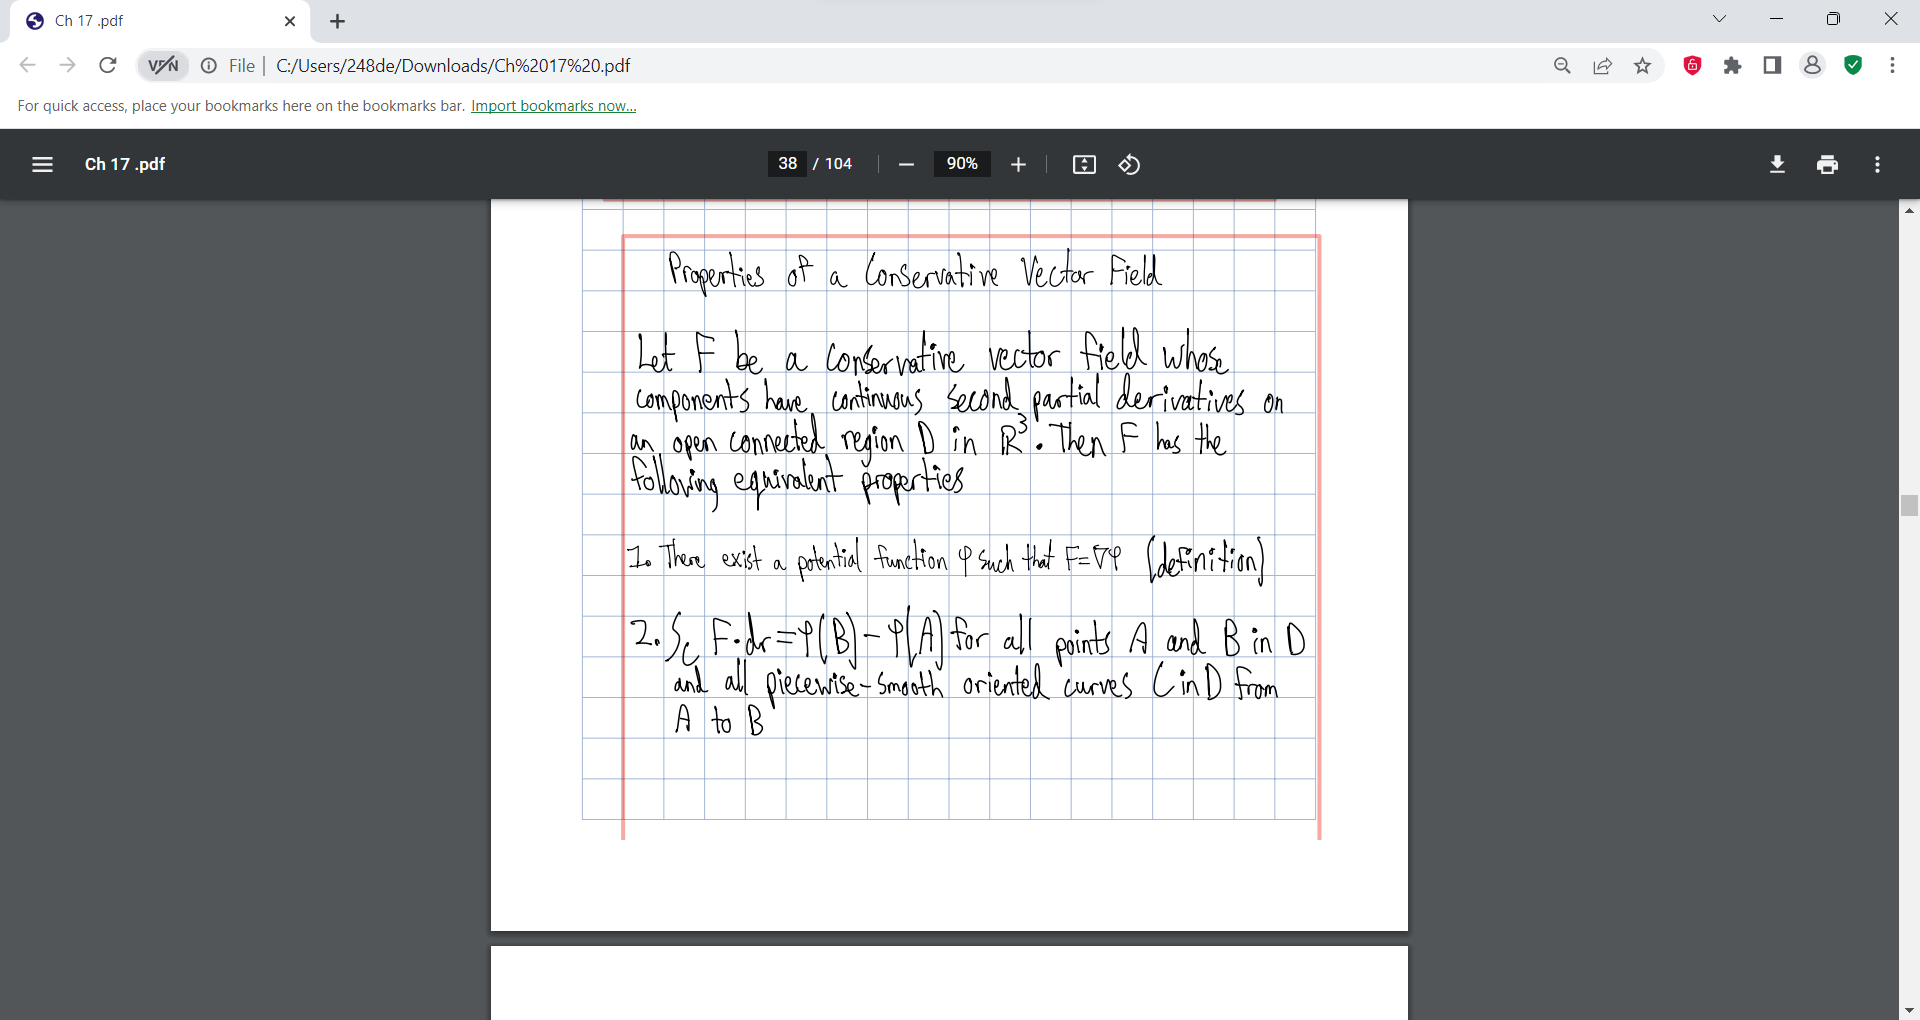 Ch 17 .pdf
File
C:/Users/248de/Downloads/Ch%2017%20.pdf
For quick access, place your bookmarks here on the bookmarks bar. Import bookmarks now...
Ch 17 .pdf
38 / 104
90%
Properties of a Conservative Vector Field
Let F be a conservative vector field whose
components have continuous second partial derivatives on
an open connected region D in ℝ³. Then F has the
following equivalent properties
1. There exist a potential function φ such that F=∇φ (definition)
2. ∫c F·dr=φ(B)-φ(A) for all points A and B in D
and all piecewise-smooth oriented curves C in D from
A to B